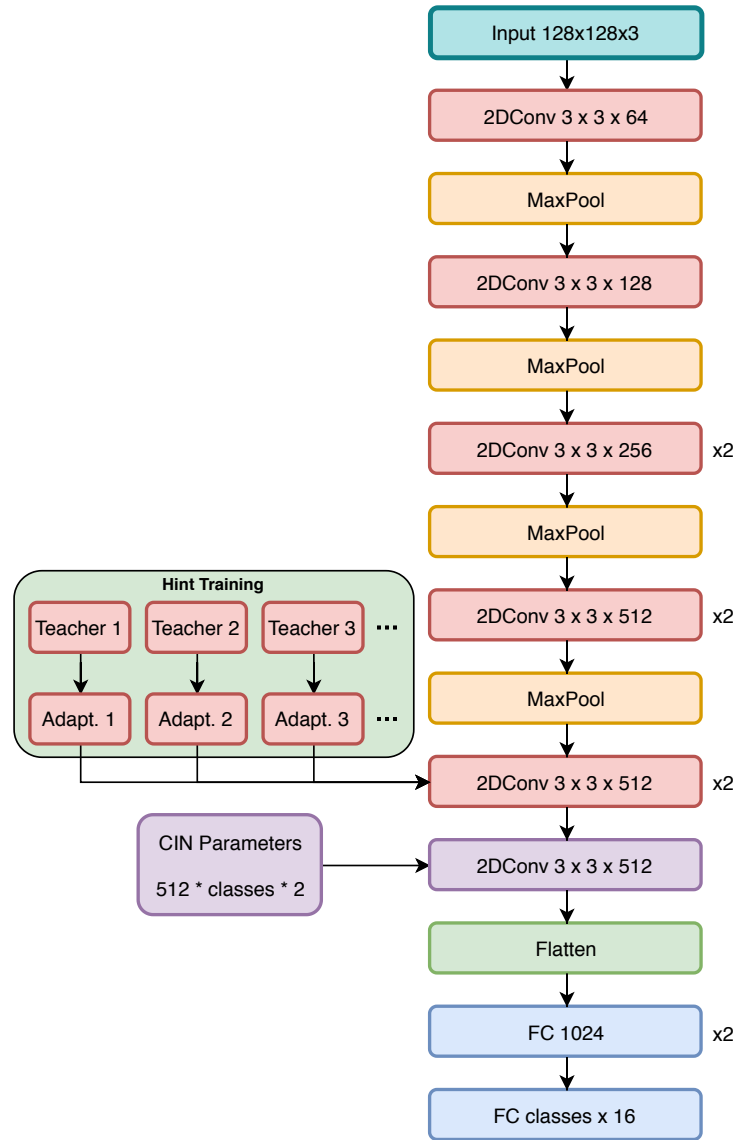 Input 128x128x3
2DConv 3 x 3 x 64
MaxPool
2DConv 3 x 3 x 128
MaxPool
2DConv 3 x 3 x 256 x2
MaxPool
Hint Training
Teacher 1 Teacher 2 Teacher 3 ...
Adapt. 1 Adapt. 2 Adapt. 3 ...
2DConv 3 x 3 x 512 x2
MaxPool
2DConv 3 x 3 x 512 x2
CIN Parameters
512 * classes * 2
2DConv 3 x 3 x 512
Flatten
FC 1024 x2
FC classes x 16